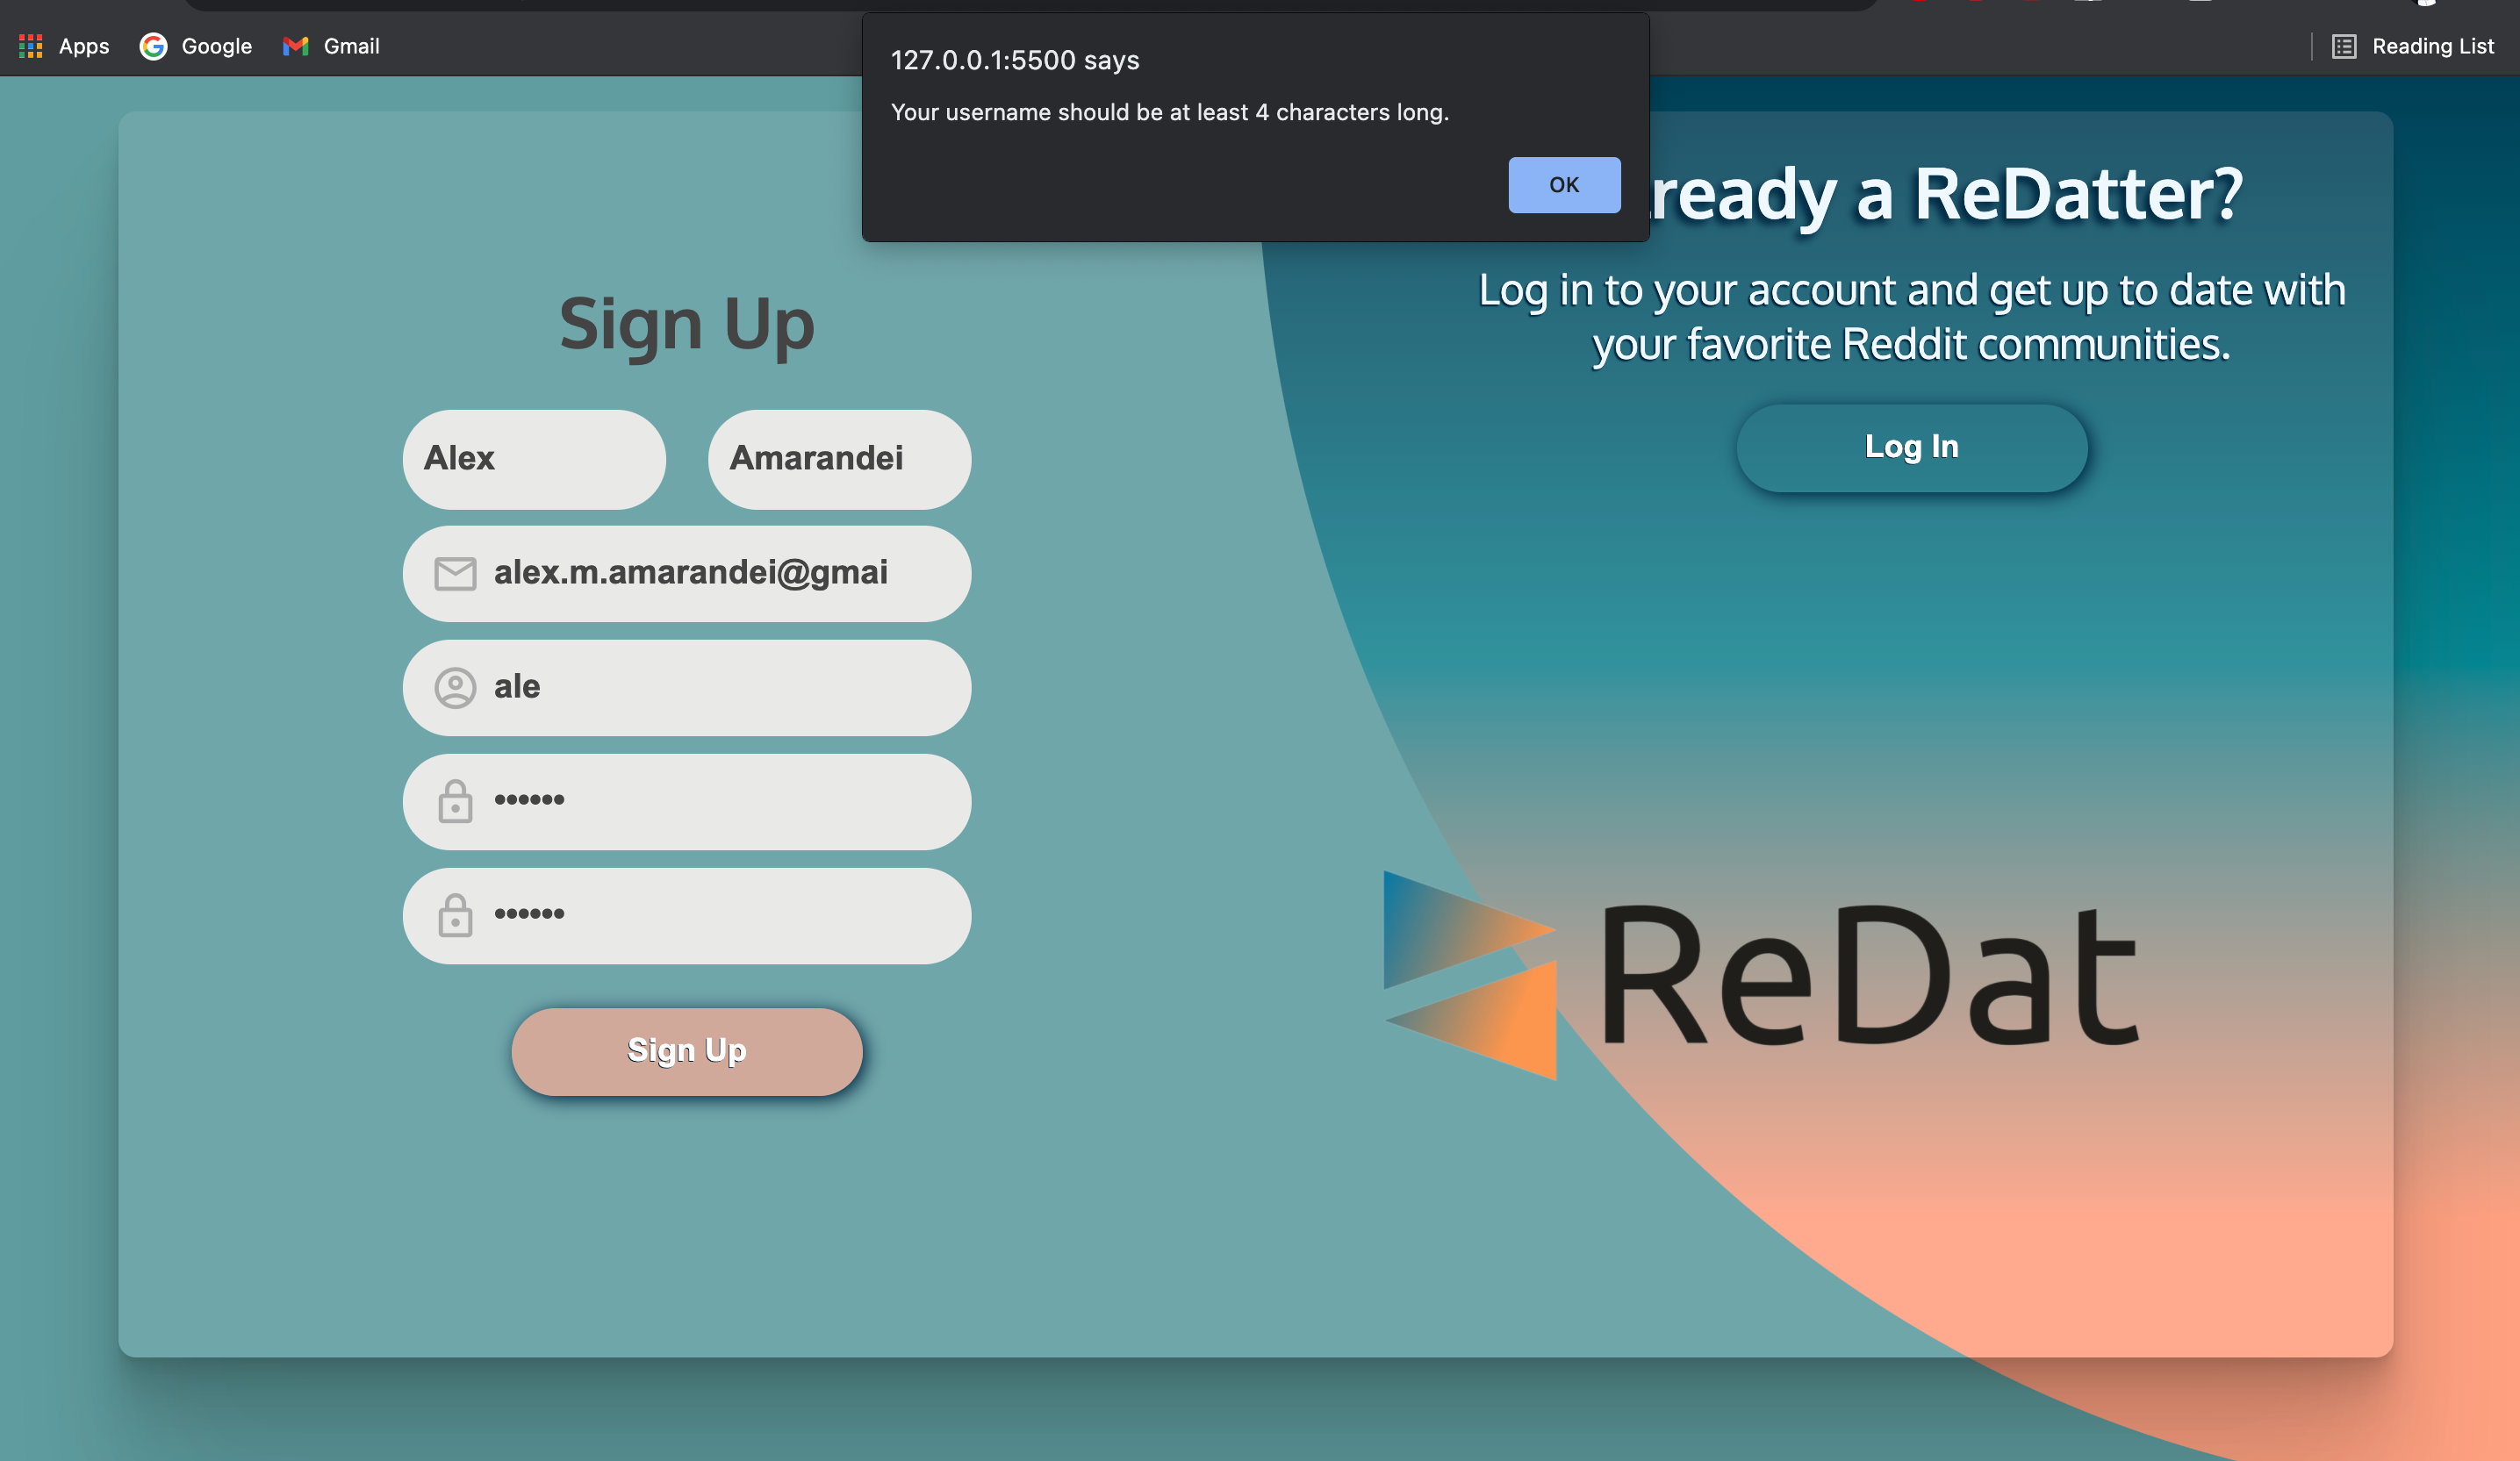 Apps Google Gmail Reading List
127.0.0.1:5500 says
Your username should be at least 4 characters long.
OK
Sign Up
Alex Amarandei
alex.m.amarandei@gmai
ale
••••••
••••••
Sign Up
ready a ReDatter?
Log in to your account and get up to date with
your favorite Reddit communities.
Log In
ReDat